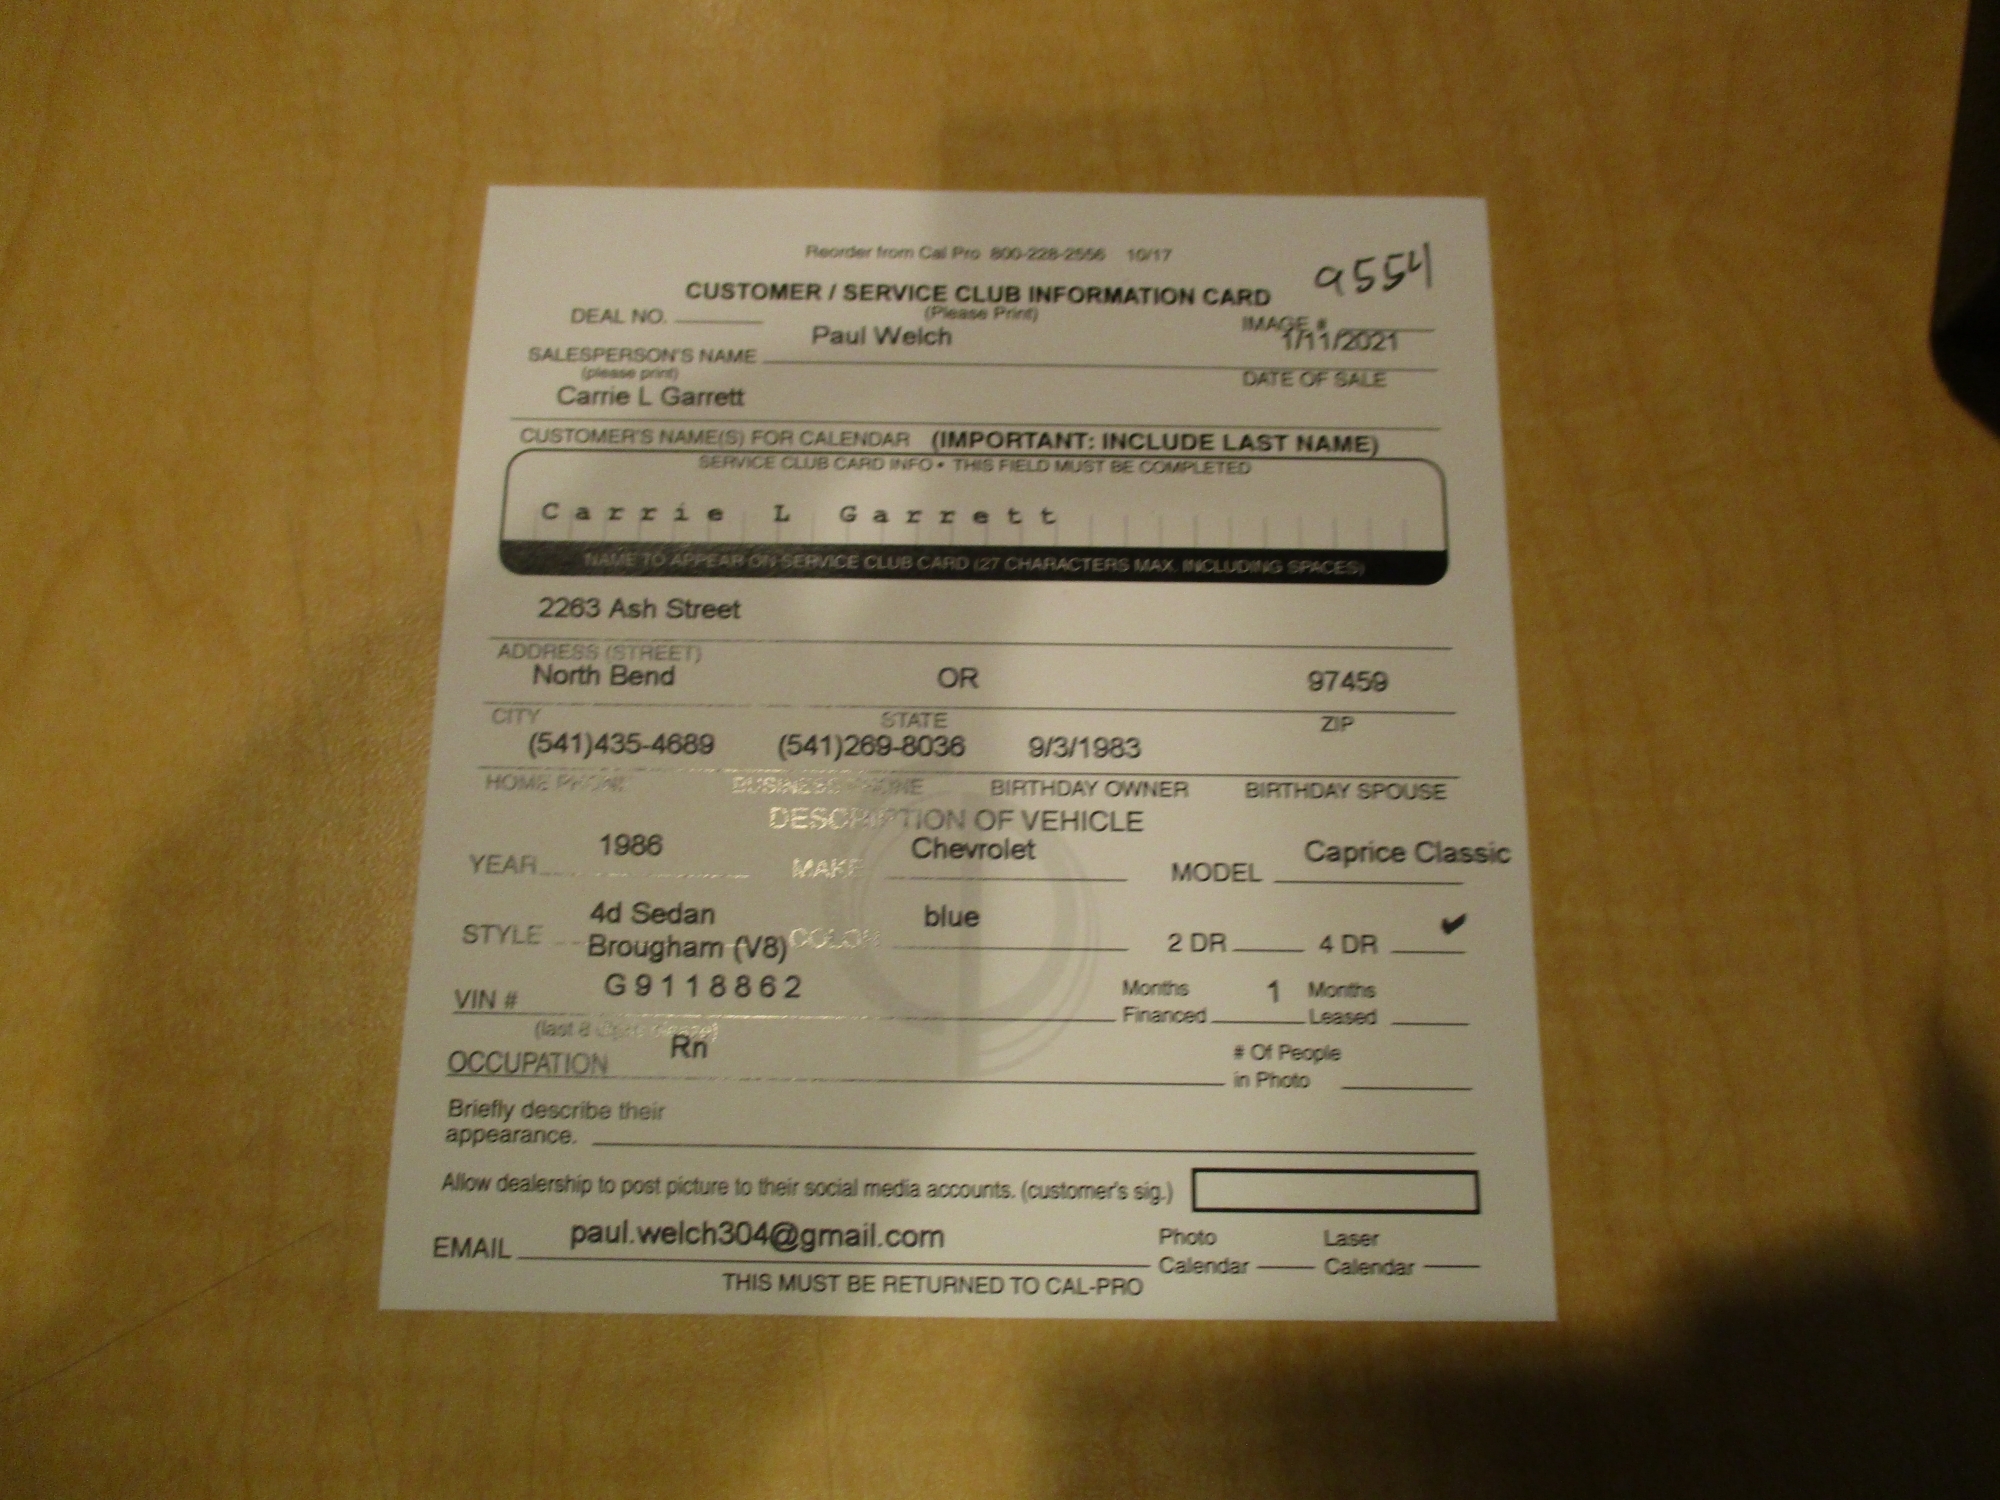 Reorder from Cal Pro 800-228-2556 10/17
9554
CUSTOMER / SERVICE CLUB INFORMATION CARD
(Please Print)
DEAL NO.
IMAGE #
Paul Welch 1/11/2021
SALESPERSON'S NAME
(please print)
DATE OF SALE
Carrie L Garrett
CUSTOMER'S NAME(S) FOR CALENDAR (IMPORTANT: INCLUDE LAST NAME)
SERVICE CLUB CARD INFO • THIS FIELD MUST BE COMPLETED
Carrie L Garrett
NAME TO APPEAR ON SERVICE CLUB CARD (27 CHARACTERS MAX. INCLUDING SPACES)
2263 Ash Street
ADDRESS (STREET)
North Bend OR 97459
CITY STATE ZIP
(541)435-4689 (541)269-8036 9/3/1983
HOME PHONE BUSINESS PHONE BIRTHDAY OWNER BIRTHDAY SPOUSE
DESCRIPTION OF VEHICLE
1986 Chevrolet Caprice Classic
YEAR MAKE MODEL
4d Sedan blue ✔
STYLE Brougham (V8) COLOR 2 DR 4 DR
VIN # G9118862
Months Financed 1 Months Leased
(last 8 digits please)
OCCUPATION Rn
# Of People
in Photo
Briefly describe their
appearance.
Allow dealership to post picture to their social media accounts. (customer's sig.)
EMAIL paul.welch304@gmail.com
Photo Calendar Laser Calendar
THIS MUST BE RETURNED TO CAL-PRO